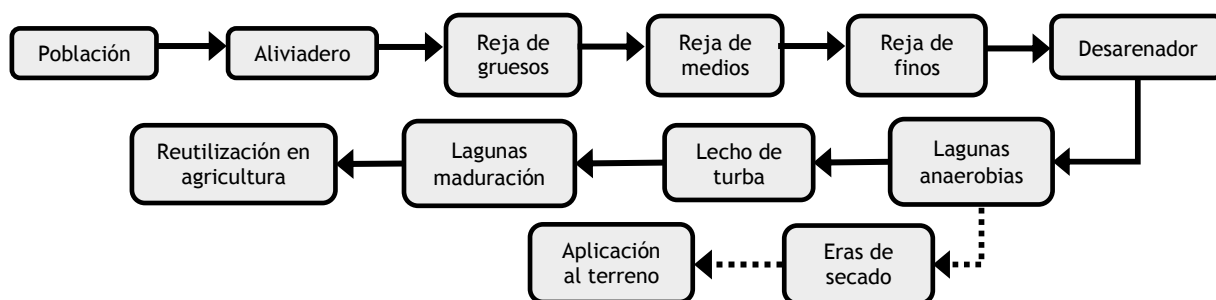 Población
Aliviadero
Reja de
gruesos
Reja de
medios
Reja de
finos
Desarenador
Lagunas
anaerobias
Lecho de
turba
Lagunas
maduración
Reutilización en
agricultura
Eras de
secado
Aplicación
al terreno